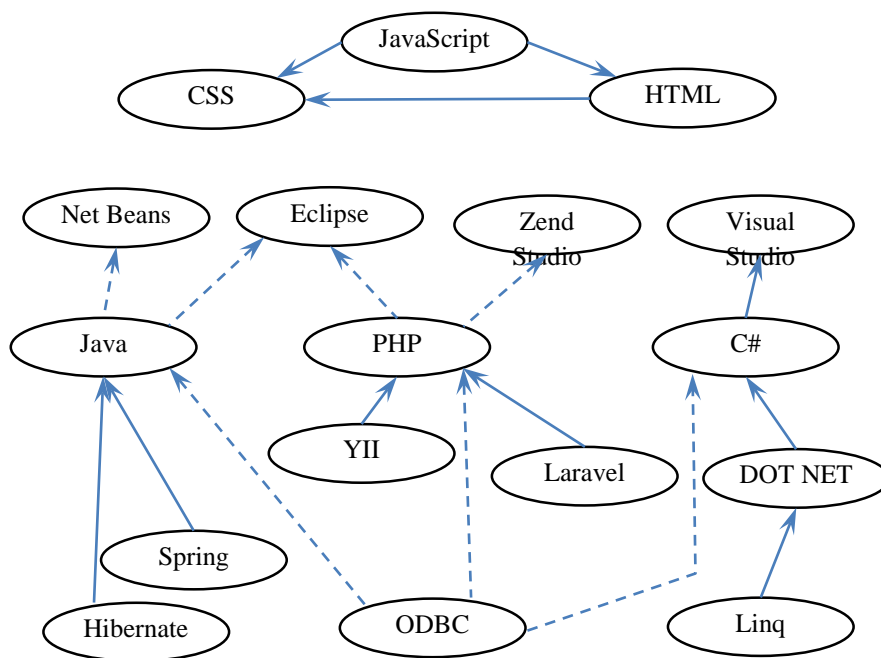 JavaScript
CSS
HTML
Net Beans
Eclipse
Zend
Studio
Visual
Studio
Java
PHP
C#
YII
Laravel
DOT NET
Spring
Hibernate
ODBC
Linq